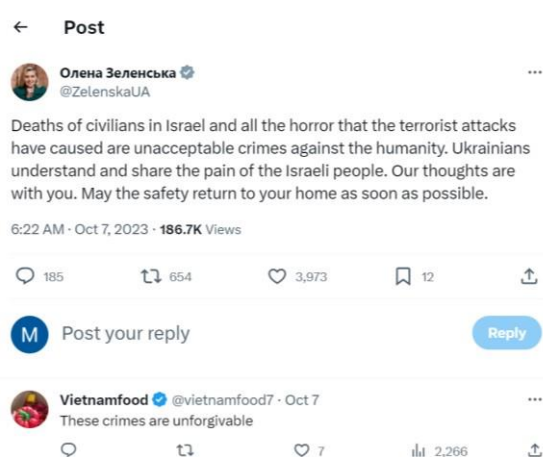 Post
Олена Зеленська
@ZelenskaUA
Deaths of civilians in Israel and all the horror that the terrorist attacks
have caused are unacceptable crimes against the humanity. Ukrainians
understand and share the pain of the Israeli people. Our thoughts are
with you. May the safety return to your home as soon as possible.
6:22 AM · Oct 7, 2023 · 186.7K Views
185 654 3,973 12
M Post your reply Reply
Vietnamfood @vietnamfood7 · Oct 7
These crimes are unforgivable
7 2,266